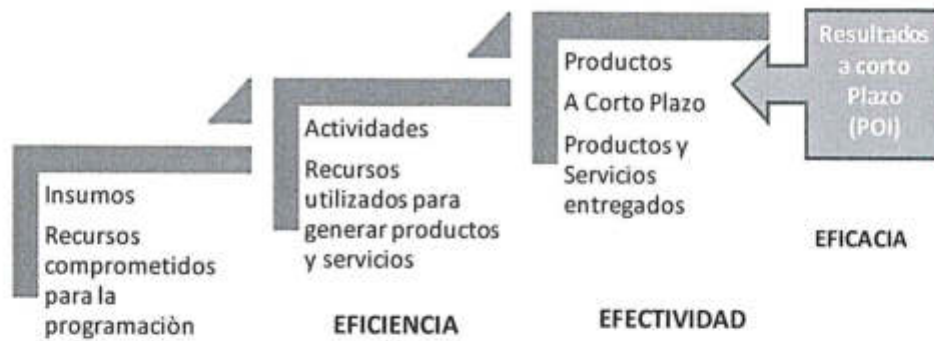 Insumos
Recursos
comprometidos
para la
programaciòn
Actividades
Recursos
utilizados para
generar productos
y servicios
EFICIENCIA
Productos
A Corto Plazo
Productos y
Servicios
entregados
EFECTIVIDAD
Resultados
a corto
Plazo
(POI)
EFICACIA